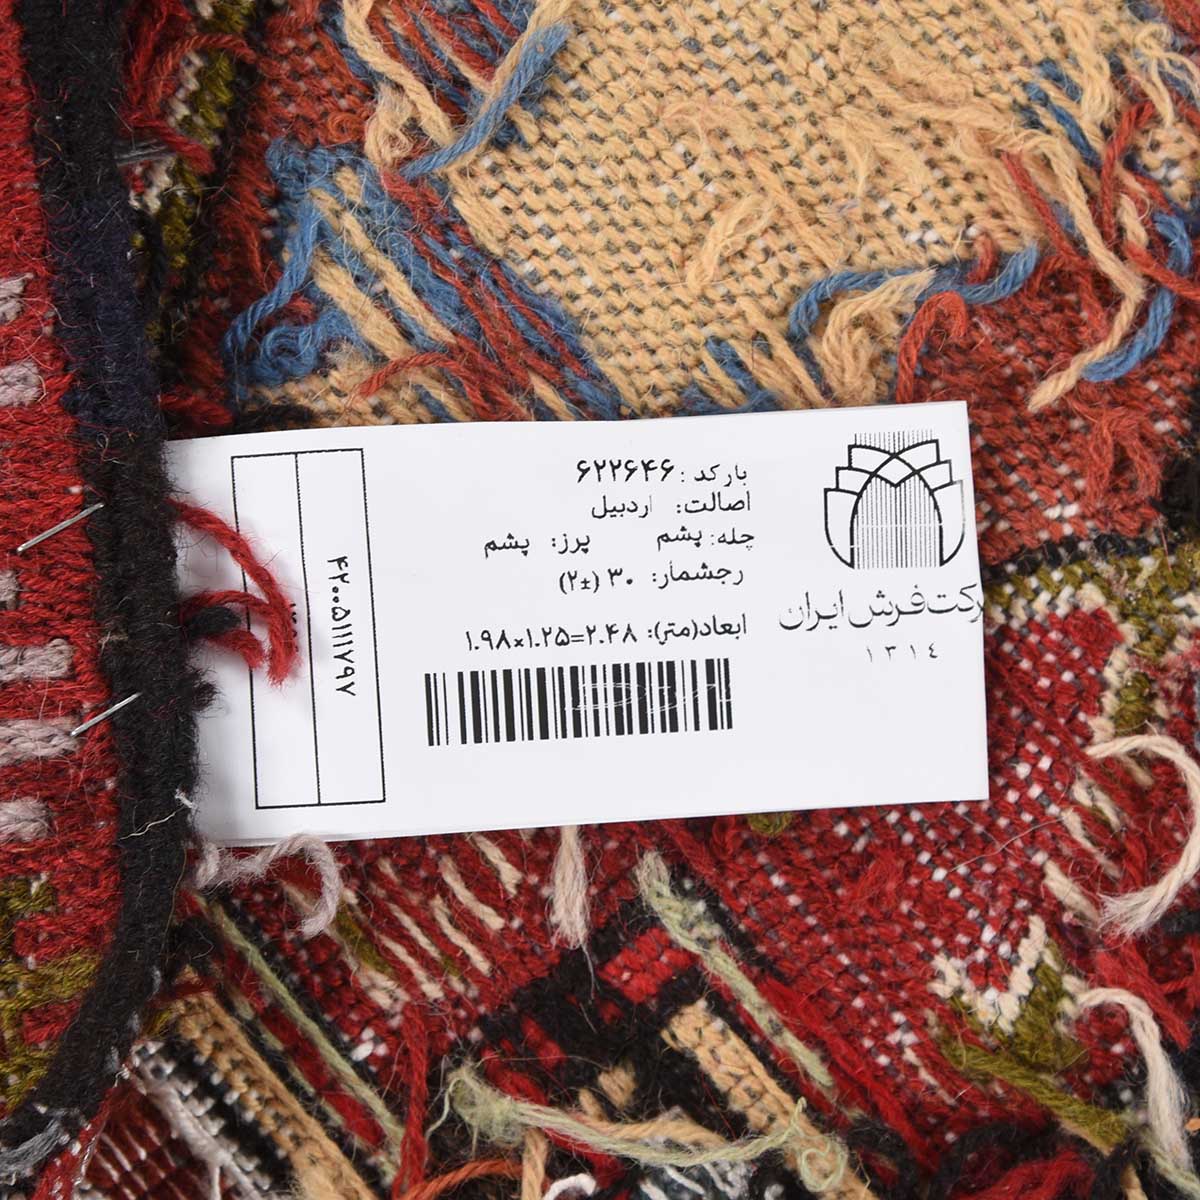 بارکد: ۶۲۲۶۴۶
اصالت: اردبیل
چله: پشم پرز: پشم
رجشمار: ۳۰ (±۲)
ابعاد(متر): ۲.۴۸=۱.۹۸×۱.۲۵
رکت فرش ایران
۱۳۱۴
۴۲۰۰۵۱۱۱۷۹۷